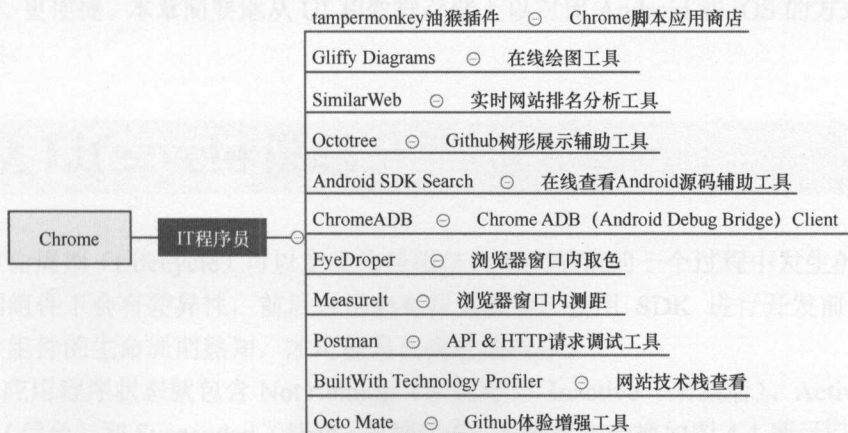 tampermonkey油猴插件 ⊖ Chrome脚本应用商店
Gliffy Diagrams ⊖ 在线绘图工具
SimilarWeb ⊖ 实时网站排名分析工具
Octotree ⊖ Github树形展示辅助工具
Android SDK Search ⊖ 在线查看Android源码辅助工具
Chrome
IT程序员
ChromeADB ⊖ Chrome ADB（Android Debug Bridge）Client
EyeDroper ⊖ 浏览器窗口内取色
MeasureIt ⊖ 浏览器窗口内测距
Postman ⊖ API & HTTP请求调试工具
BuiltWith Technology Profiler ⊖ 网站技术栈查看
Octo Mate ⊖ Github体验增强工具